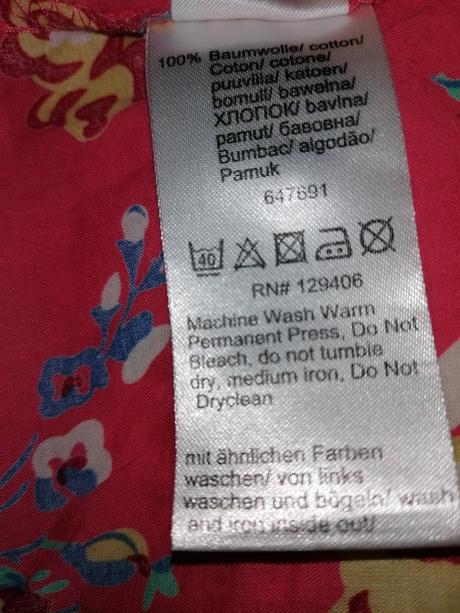 100% Baumwolle/ cotton/
Coton/ cotone/
puuvilla/ katoen/
bomull/ bawełna/
ХЛОПОК/ bavlna/
pamut/ бавовна/
Bumbac/ algodão/
Pamuk
647691
40
RN# 129406
Machine Wash Warm
Permanent Press, Do Not
Bleach, do not tumble
dry, medium iron, Do Not
Dryclean
mit ähnlichen Farben
waschen/ von links
waschen und bügeln/ wash
and iron inside out/